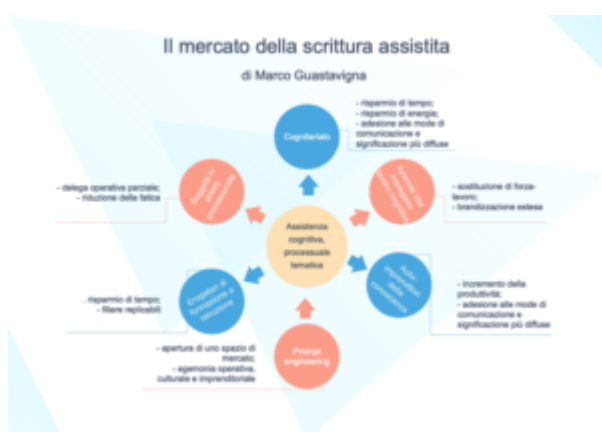 Il mercato della scrittura assistita
di Marco Guastavigna
Cognitariato
- risparmio di tempo;
- risparmio di energia;
- adesione alle mode di
comunicazione e
significazione più diffuse
- sostituzione di forza-
lavoro;
- brandizzazione estesa
Auto-
imprenditori
della
conoscenza
- incremento della
produttività;
- adesione alle mode di
comunicazione e
significazione più diffuse
Prompt
engineering
- apertura di uno spazio di
mercato;
- egemonia operativa,
culturale e imprenditoriale
Erogatori di
formazione e
istruzione
. risparmio di tempo;
- filiere replicabili
- delega operativa parziale;
- riduzione della fatica
Assistenza
cognitiva,
processuale
tematica